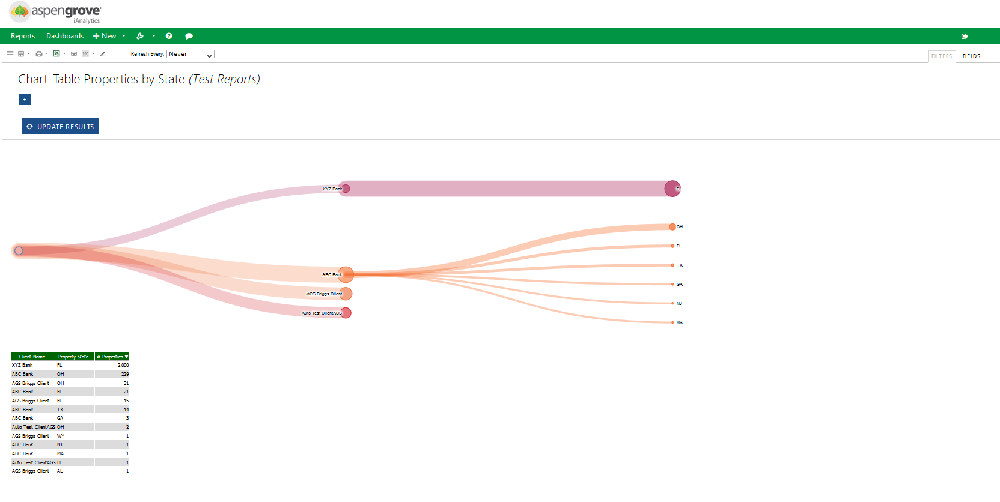 aspengrove
iAnalytics
Reports Dashboards New
Refresh Every: Never
FILTERS FIELDS
Chart_Table Properties by State (Test Reports)
+
UPDATE RESULTS
XYZ Bank
FL
OH
FL
TX
ABC Bank
GA
AGS Briggs Client
NJ
Auto Test ClientAGS
MA
Client Name Property State # Properties ▼
XYZ Bank FL 2,000
ABC Bank OH 229
AGS Briggs Client OH 31
ABC Bank FL 21
AGS Briggs Client FL 15
ABC Bank TX 14
ABC Bank GA 3
Auto Test ClientAGS OH 2
AGS Briggs Client WY 1
ABC Bank NJ 1
ABC Bank MA 1
Auto Test ClientAGS FL 1
AGS Briggs Client AL 1